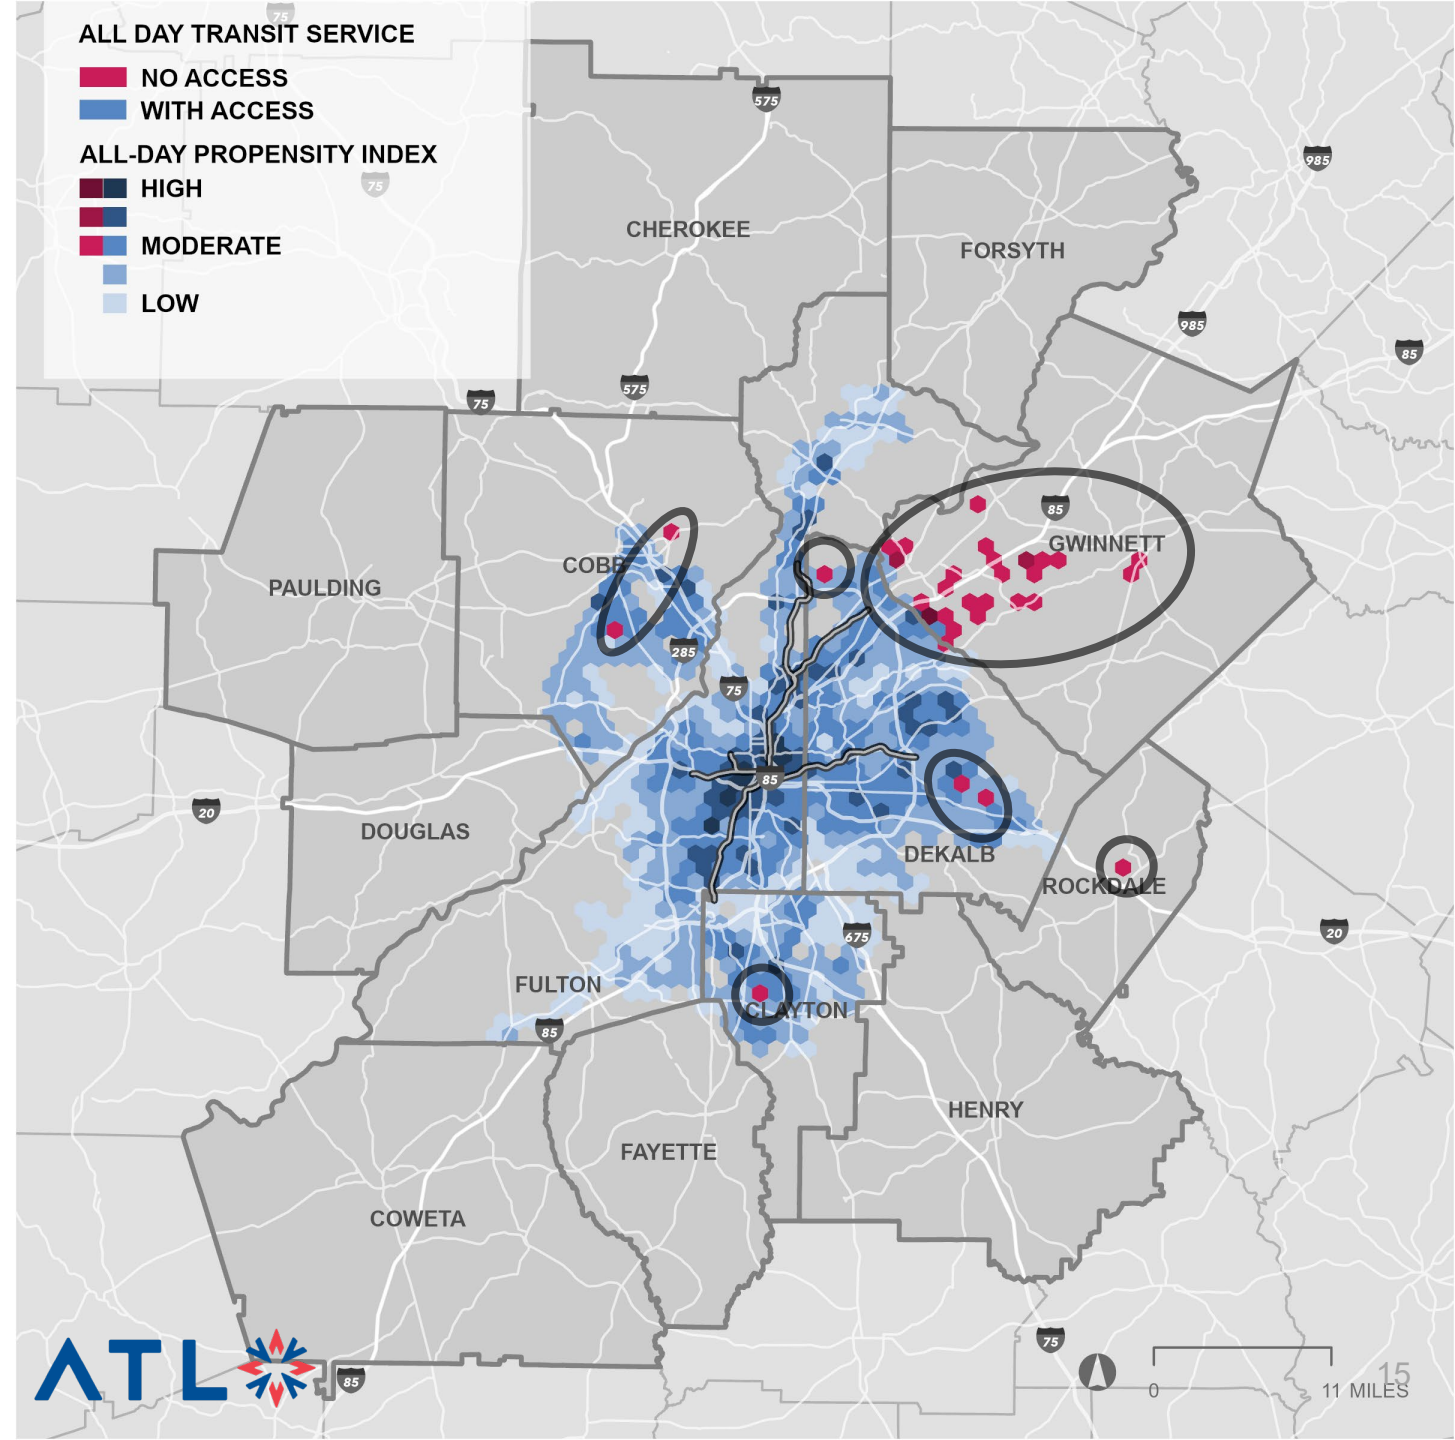 75
ALL DAY TRANSIT SERVICE
NO ACCESS
WITH ACCESS
ALL-DAY PROPENSITY INDEX
HIGH
75
MODERATE
LOW
575
985
CHEROKEE
FORSYTH
985
85
575
75
85
GWINNETT
COBB
PAULDING
285
75
85
20
DOUGLAS
DEKALB
ROCKDALE
20
675
FULTON
CLAYTON
85
HENRY
FAYETTE
COWETA
75
ATL
85
15
0 11 MILES